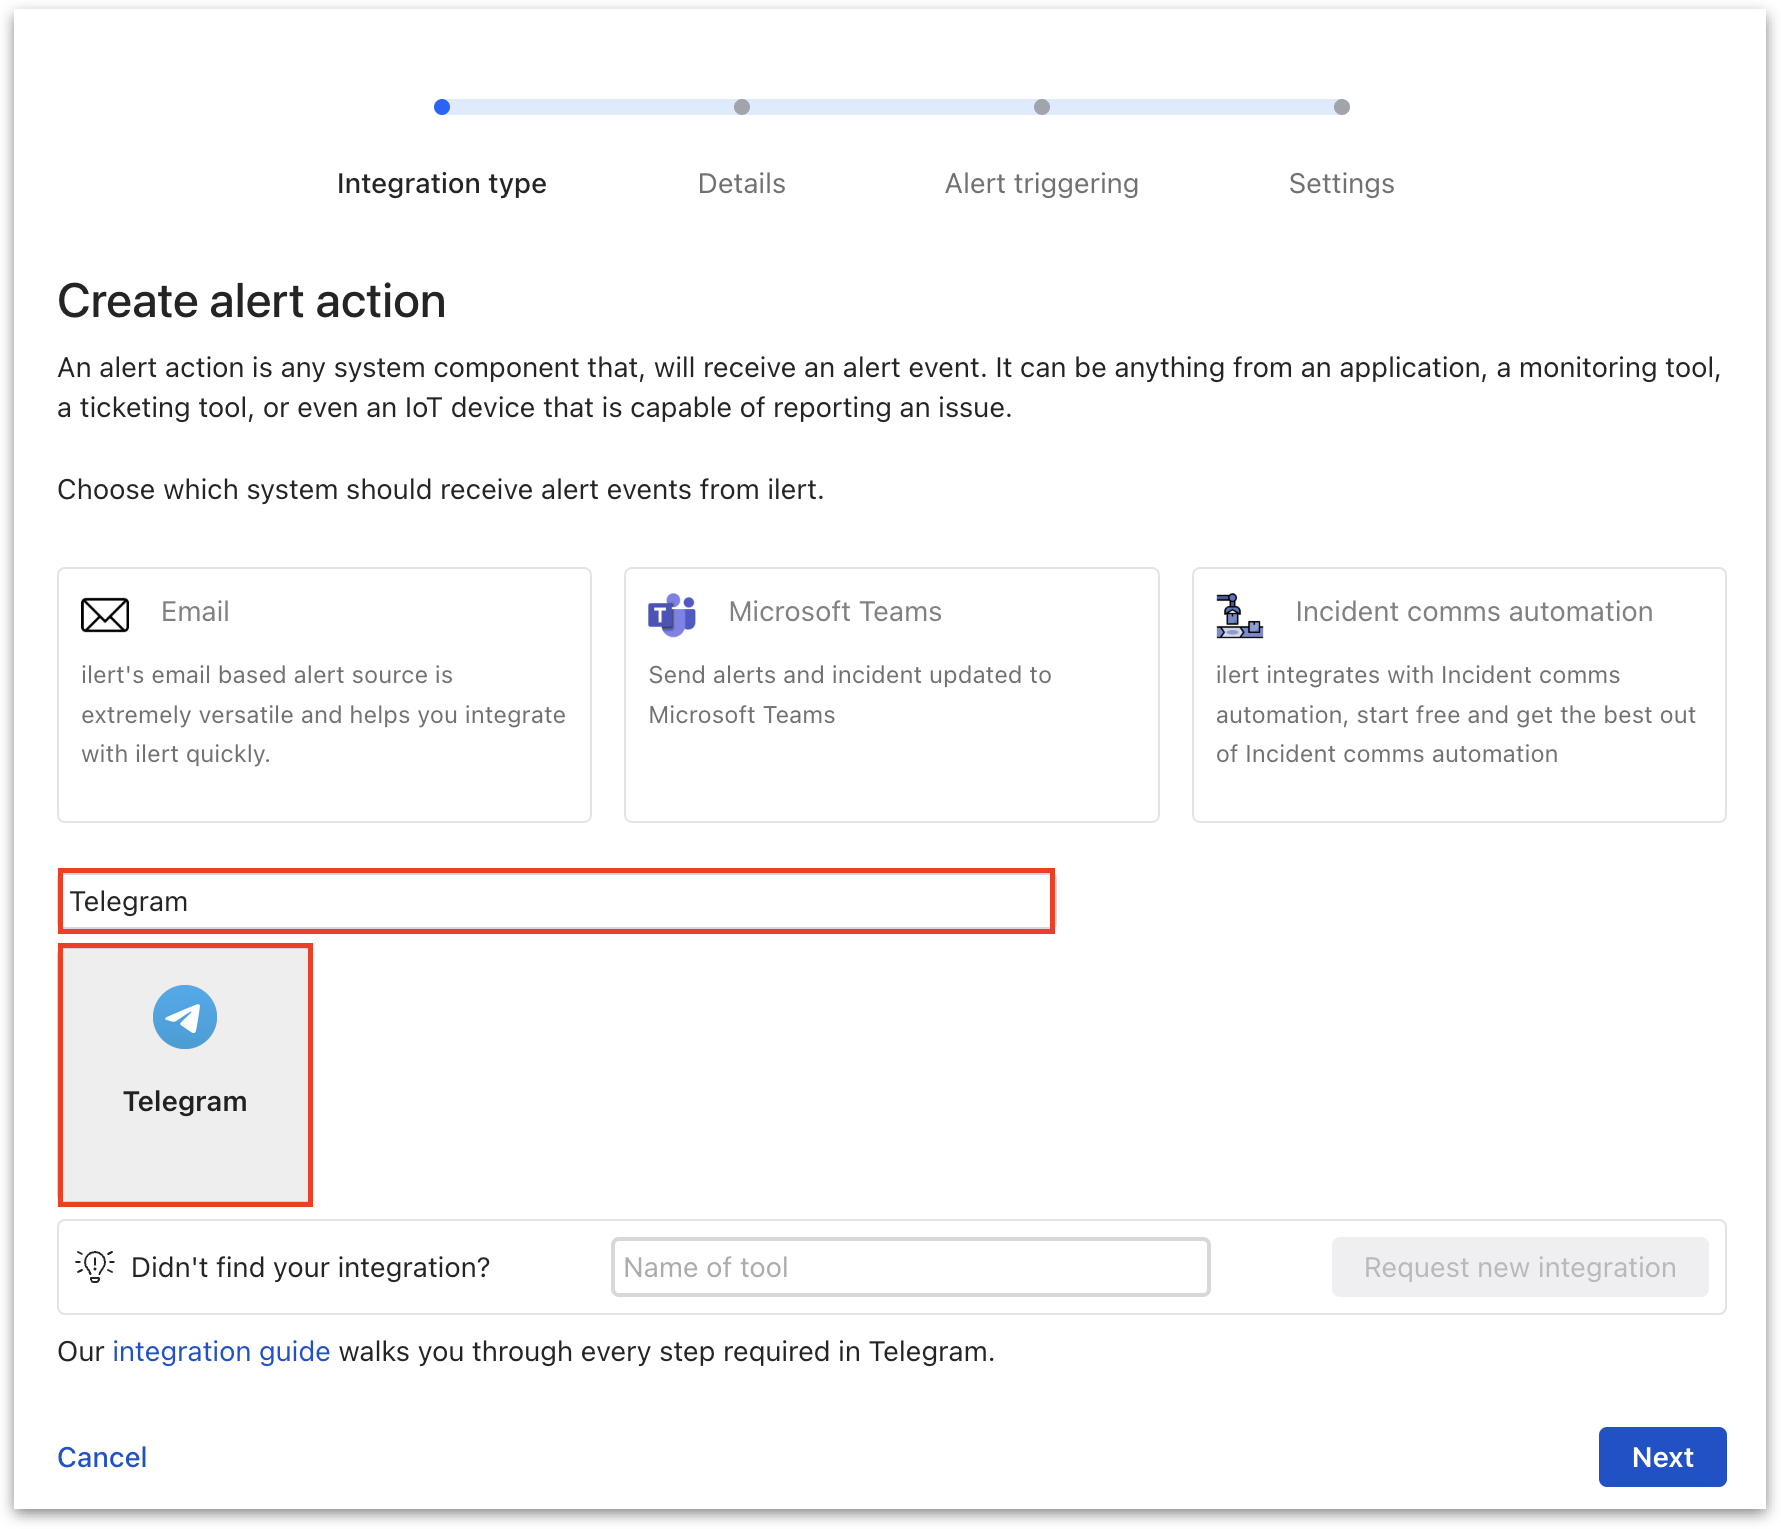 Integration type
Details
Alert triggering
Settings
Create alert action
An alert action is any system component that, will receive an alert event. It can be anything from an application, a monitoring tool,
a ticketing tool, or even an IoT device that is capable of reporting an issue.
Choose which system should receive alert events from ilert.
Email
ilert's email based alert source is
extremely versatile and helps you integrate
with ilert quickly.
T
Microsoft Teams
Send alerts and incident updated to
Microsoft Teams
Incident comms automation
ilert integrates with Incident comms
automation, start free and get the best out
of Incident comms automation
Telegram
Telegram
Didn't find your integration?
Name of tool
Request new integration
Our integration guide walks you through every step required in Telegram.
Cancel
Next